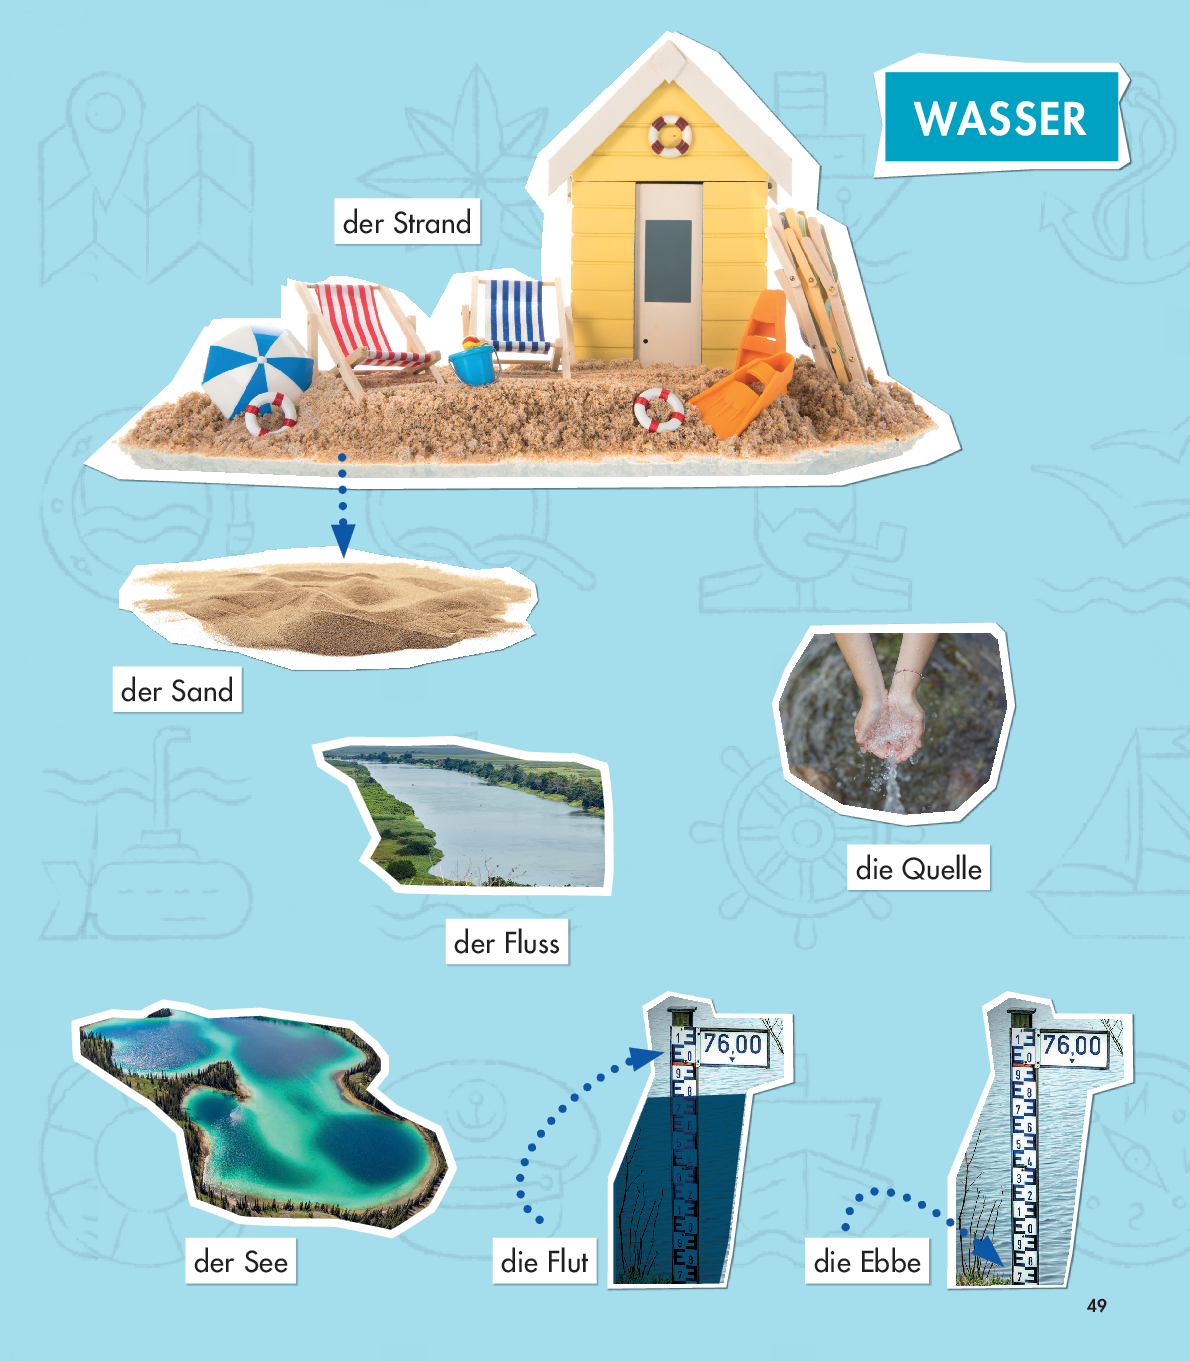 WASSER
der Strand
der Sand
die Quelle
der Fluss
76,00
76,00
der See
die Flut
die Ebbe
49